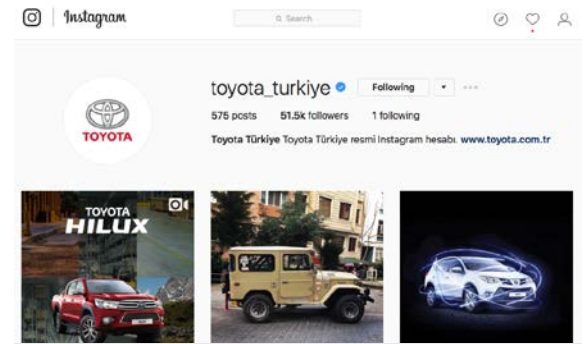 Instagram
Search
toyota_turkiye Following
575 posts 51.5k followers 1 following
Toyota Türkiye Toyota Türkiye resmi Instagram hesabı. www.toyota.com.tr
TOYOTA
TOYOTA
HILUX